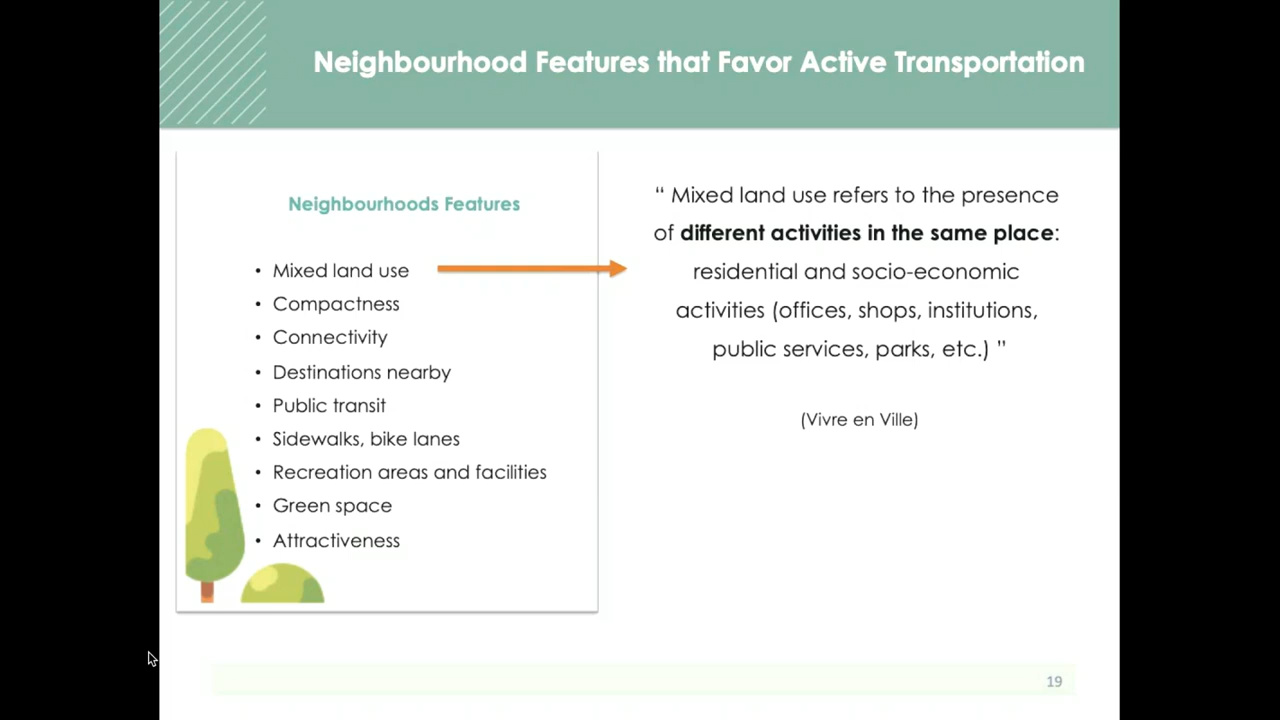 Neighbourhood Features that Favor Active Transportation
Neighbourhoods Features
• Mixed land use
• Compactness
• Connectivity
• Destinations nearby
• Public transit
• Sidewalks, bike lanes
• Recreation areas and facilities
• Green space
• Attractiveness
“ Mixed land use refers to the presence
of different activities in the same place:
residential and socio-economic
activities (offices, shops, institutions,
public services, parks, etc.) ”
(Vivre en Ville)
19